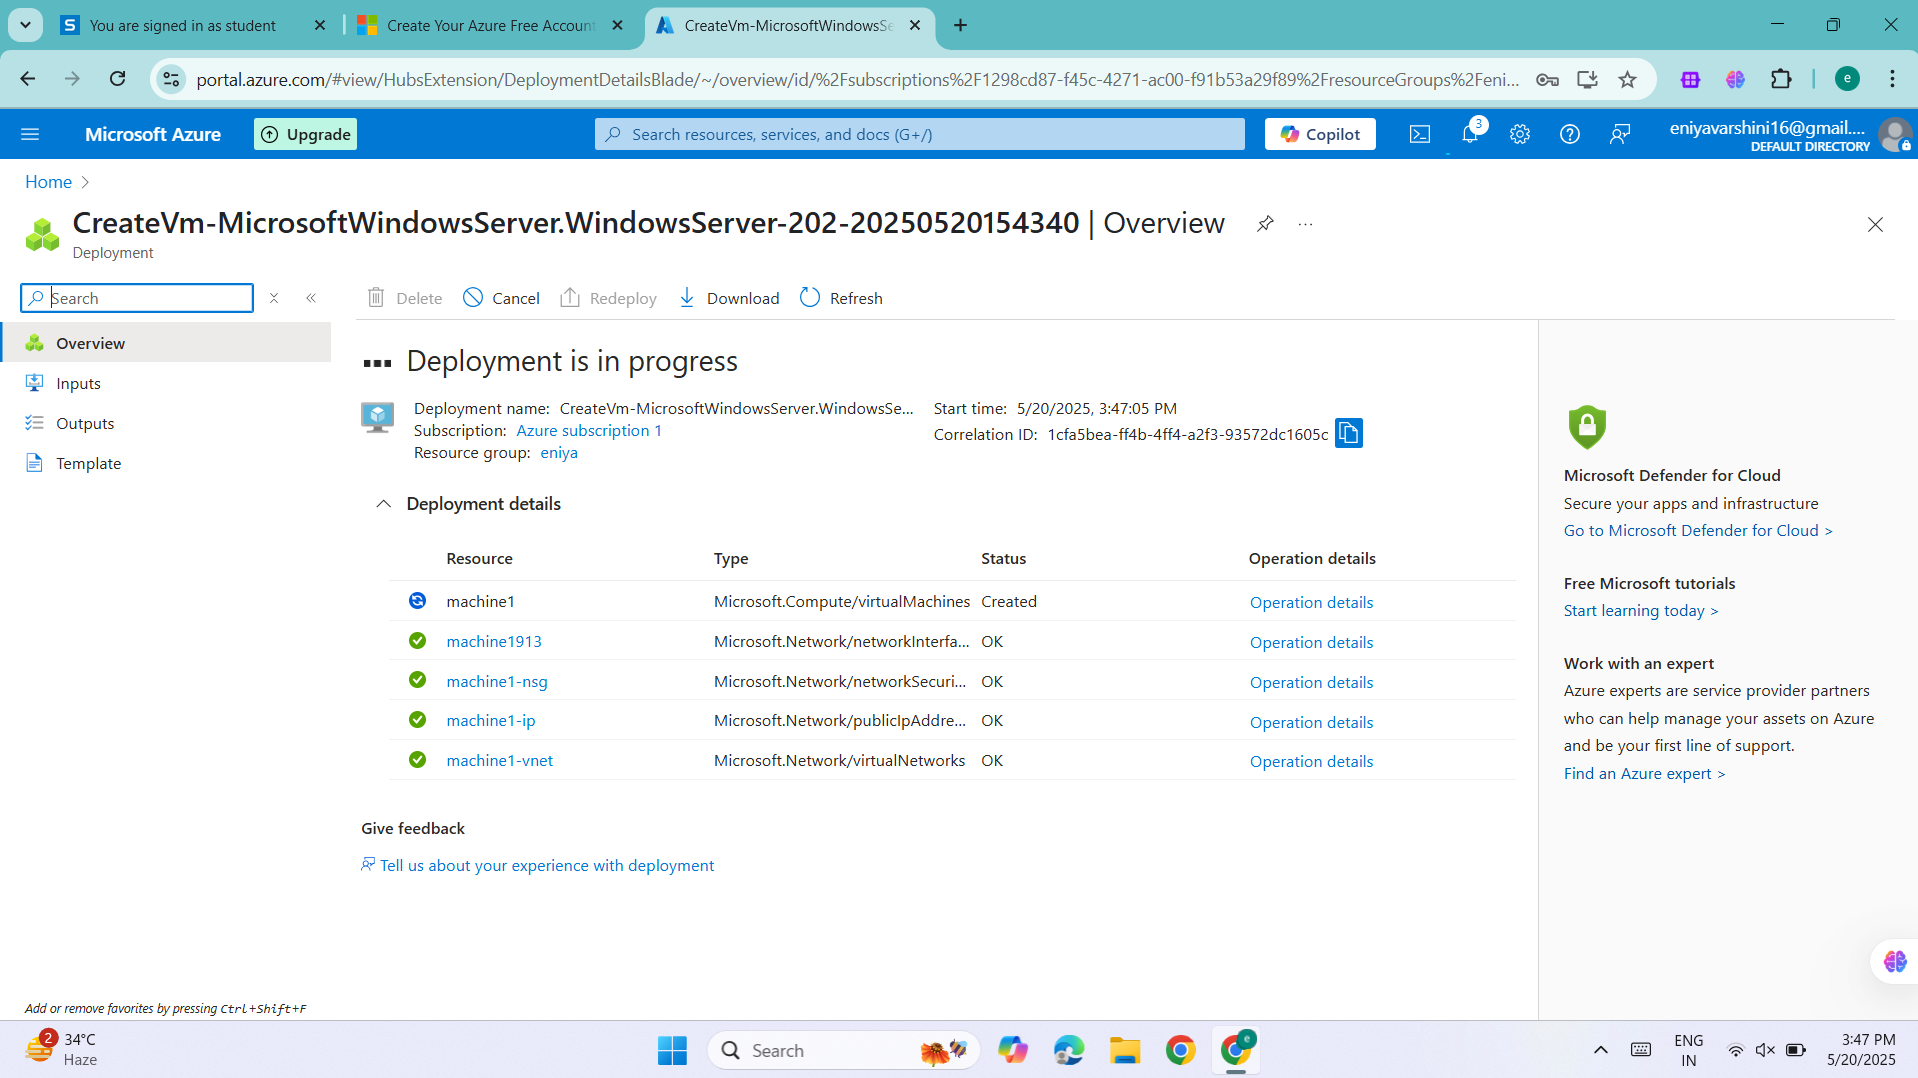 You are signed in as student
Create Your Azure Free Account
CreateVm-MicrosoftWindowsSe
portal.azure.com/#view/HubsExtension/DeploymentDetailsBlade/~/overview/id/%2Fsubscriptions%2F1298cd87-f45c-4271-ac00-f91b53a29f89%2FresourceGroups%2Feni...
e
Microsoft Azure
Upgrade
Search resources, services, and docs (G+/)
Copilot
3
eniyavarshini16@gmail....
DEFAULT DIRECTORY
Home
CreateVm-MicrosoftWindowsServer.WindowsServer-202-20250520154340 | Overview
Deployment
Search
Delete
Cancel
Redeploy
Download
Refresh
Overview
Inputs
Outputs
Template
Deployment is in progress
Deployment name: CreateVm-MicrosoftWindowsServer.WindowsSe...
Subscription: Azure subscription 1
Resource group: eniya
Start time: 5/20/2025, 3:47:05 PM
Correlation ID: 1cfa5bea-ff4b-4ff4-a2f3-93572dc1605c
Deployment details
Resource Type Status Operation details
machine1 Microsoft.Compute/virtualMachines Created Operation details
machine1913 Microsoft.Network/networkInterfa... OK Operation details
machine1-nsg Microsoft.Network/networkSecuri... OK Operation details
machine1-ip Microsoft.Network/publicIpAddre... OK Operation details
machine1-vnet Microsoft.Network/virtualNetworks OK Operation details
Give feedback
Tell us about your experience with deployment
Microsoft Defender for Cloud
Secure your apps and infrastructure
Go to Microsoft Defender for Cloud >
Free Microsoft tutorials
Start learning today >
Work with an expert
Azure experts are service provider partners
who can help manage your assets on Azure
and be your first line of support.
Find an Azure expert >
Add or remove favorites by pressing Ctrl+Shift+F
2
34°C
Haze
Search
e
ENG
IN
3:47 PM
5/20/2025